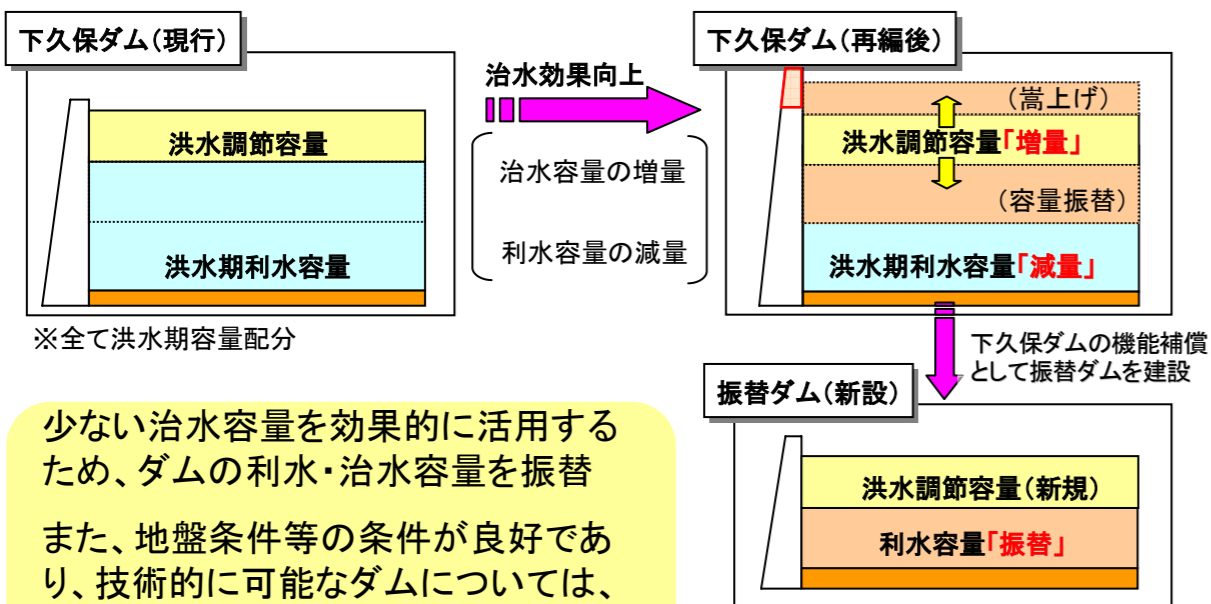 下久保ダム（現行）
洪水調節容量
洪水期利水容量
※全て洪水期容量配分
治水効果向上
治水容量の増量
利水容量の減量
下久保ダム（再編後）
（嵩上げ）
洪水調節容量「増量」
（容量振替）
洪水期利水容量「減量」
下久保ダムの機能補償
として振替ダムを建設
振替ダム（新設）
洪水調節容量（新規）
利水容量「振替」
少ない治水容量を効果的に活用する
ため、ダムの利水・治水容量を振替
また、地盤条件等の条件が良好であ
り、技術的に可能なダムについては、